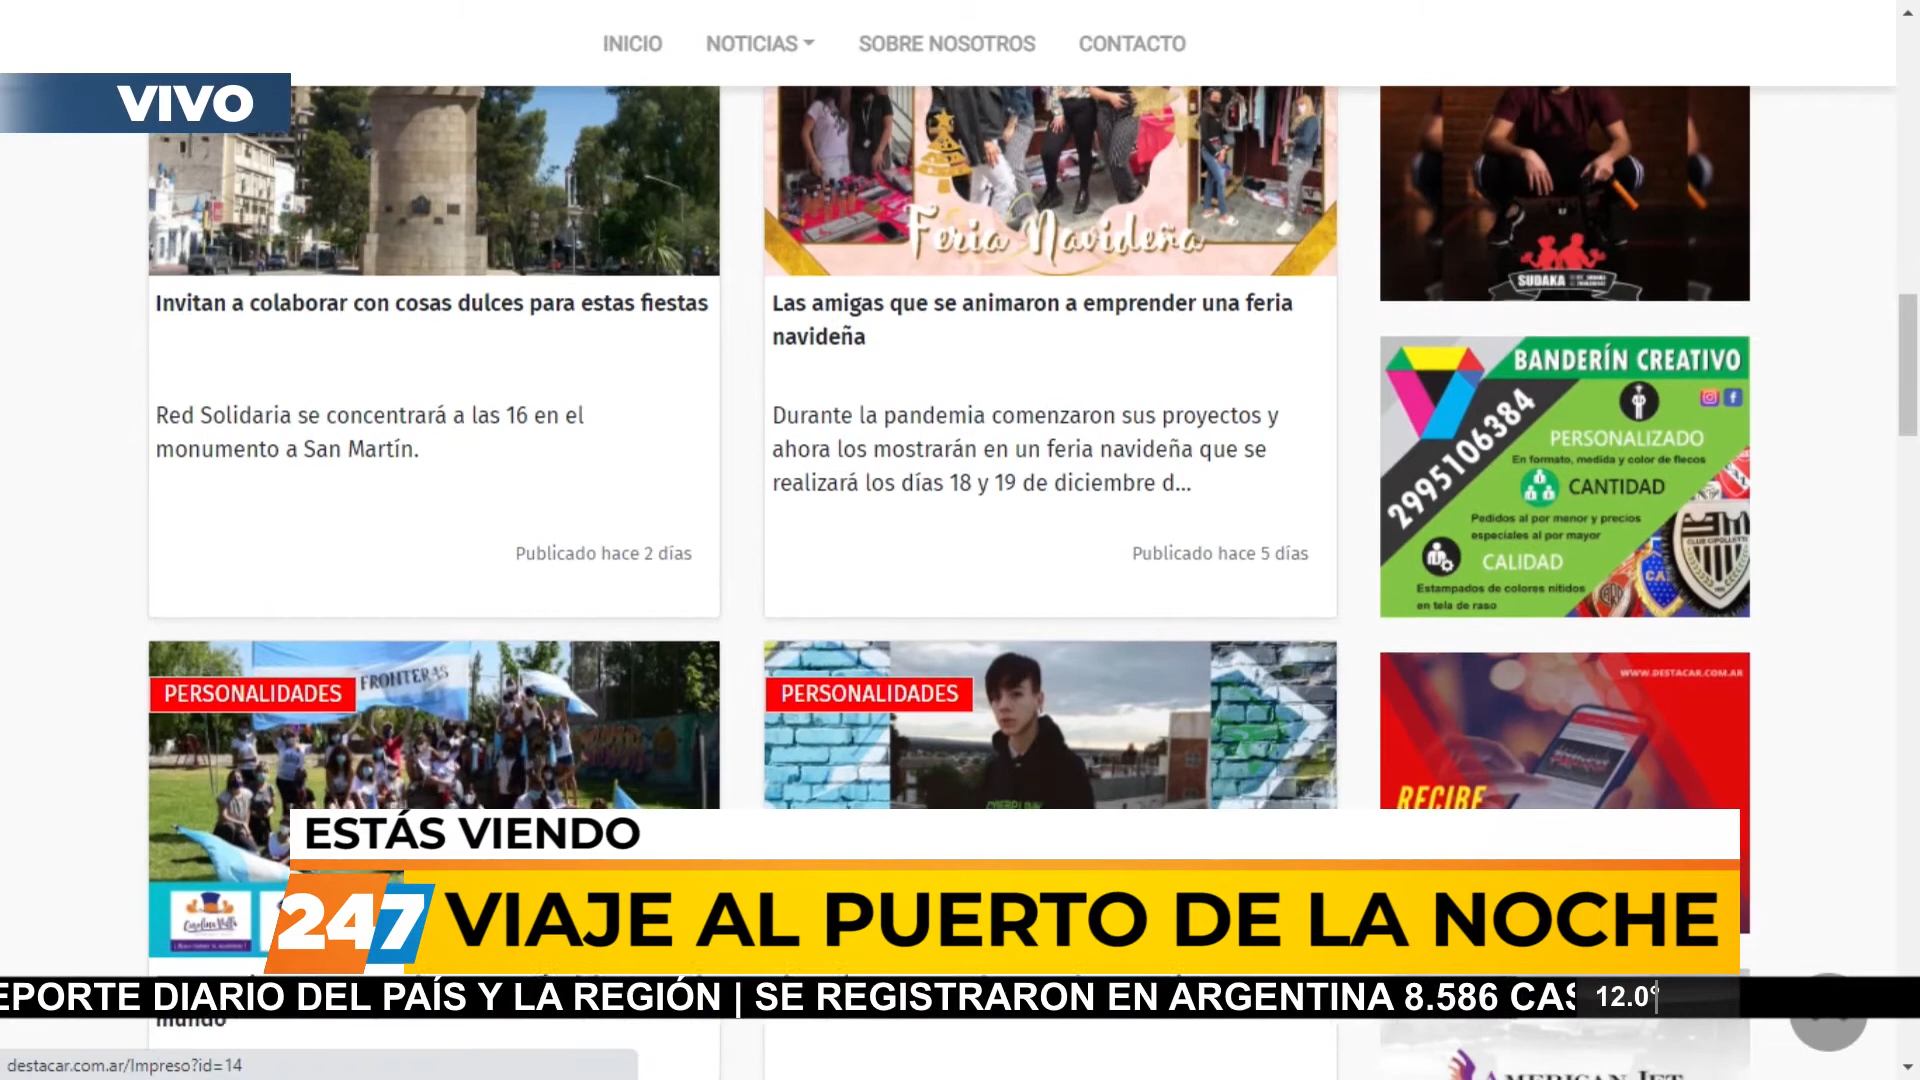 INICIO NOTICIAS SOBRE NOSOTROS CONTACTO
VIVO
Feria Navideña
Invitan a colaborar con cosas dulces para estas fiestas
Red Solidaria se concentrará a las 16 en el
monumento a San Martín.
Publicado hace 2 días
Las amigas que se animaron a emprender una feria
navideña
Durante la pandemia comenzaron sus proyectos y
ahora los mostrarán en un feria navideña que se
realizará los días 18 y 19 de diciembre d...
Publicado hace 5 días
SUDAKA
BANDERÍN CREATIVO
2995106384
PERSONALIZADO
En formato, medida y color de flecos
CANTIDAD
Pedidos al por menor y precios
especiales al por mayor
CALIDAD
Estampados de colores nítidos
en tela de raso
CLUB CIPOLLETTI
PERSONALIDADES
FRONTERAS
PERSONALIDADES
WWW.DESTACAR.COM.AR
RECIBE
ESTÁS VIENDO
247 VIAJE AL PUERTO DE LA NOCHE
EPORTE DIARIO DEL PAÍS Y LA REGIÓN | SE REGISTRARON EN ARGENTINA 8.586 CAS 12.0°
mundo
destacar.com.ar/Impreso?id=14
AMERICAN JET